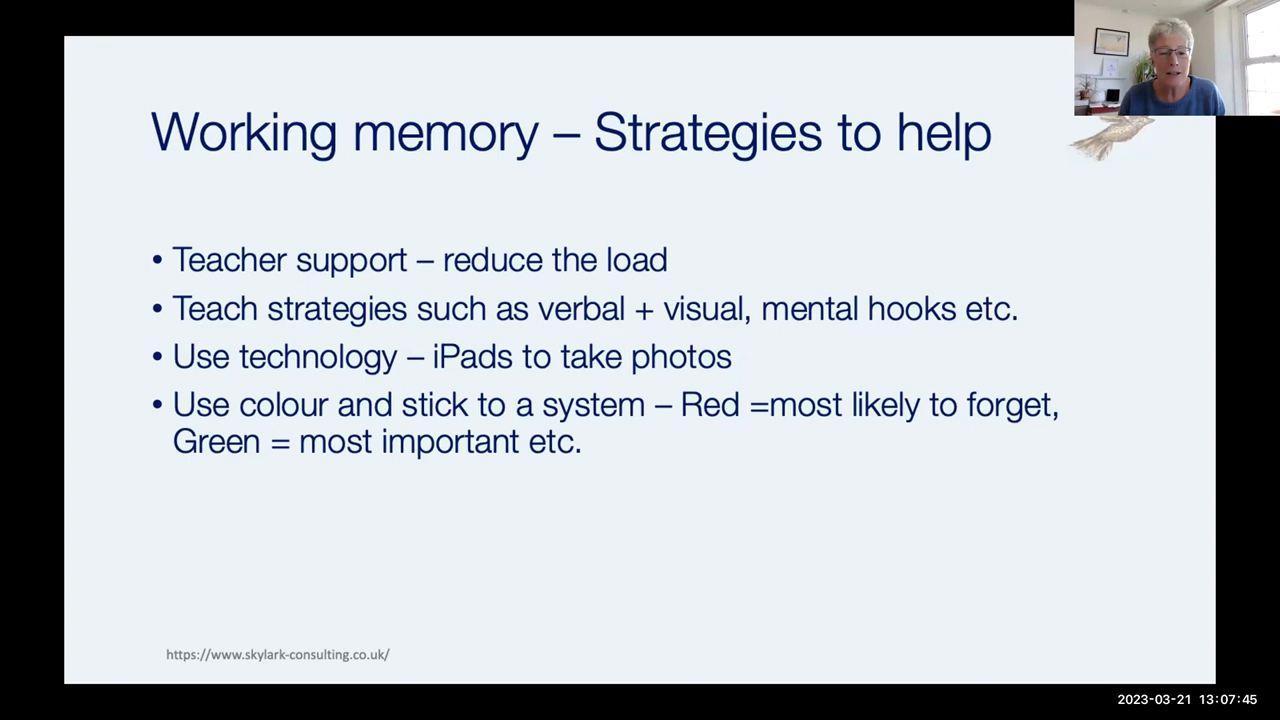 Working memory – Strategies to help
• Teacher support – reduce the load
• Teach strategies such as verbal + visual, mental hooks etc.
• Use technology – iPads to take photos
• Use colour and stick to a system – Red =most likely to forget,
Green = most important etc.
https://www.skylark-consulting.co.uk/
2023-03-21 13:07:45